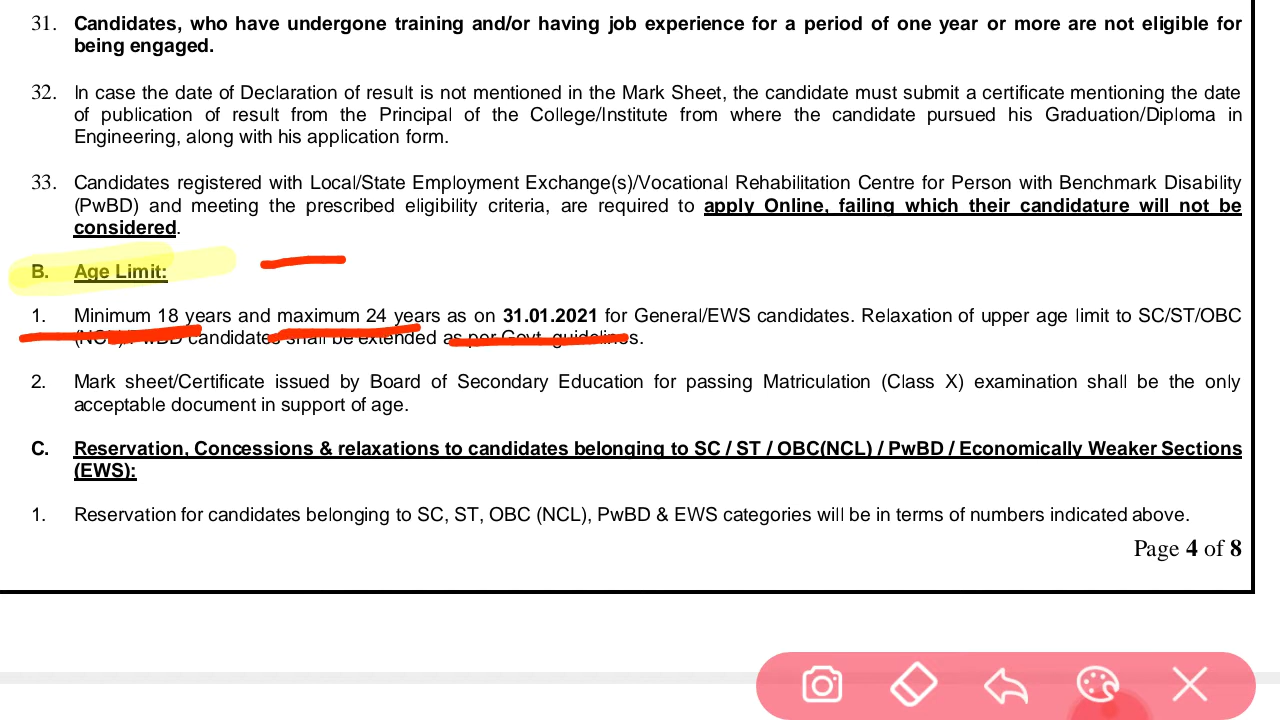 31. Candidates, who have undergone training and/or having job experience for a period of one year or more are not eligible for
being engaged.
32. In case the date of Declaration of result is not mentioned in the Mark Sheet, the candidate must submit a certificate mentioning the date
of publication of result from the Principal of the College/Institute from where the candidate pursued his Graduation/Diploma in
Engineering, along with his application form.
33. Candidates registered with Local/State Employment Exchange(s)/Vocational Rehabilitation Centre for Person with Benchmark Disability
(PwBD) and meeting the prescribed eligibility criteria, are required to apply Online, failing which their candidature will not be
considered.
B. Age Limit:
1. Minimum 18 years and maximum 24 years as on 31.01.2021 for General/EWS candidates. Relaxation of upper age limit to SC/ST/OBC
(NCL)/PwBD candidates shall be extended as per Govt. guidelines.
2. Mark sheet/Certificate issued by Board of Secondary Education for passing Matriculation (Class X) examination shall be the only
acceptable document in support of age.
C. Reservation, Concessions & relaxations to candidates belonging to SC / ST / OBC(NCL) / PwBD / Economically Weaker Sections
(EWS):
1. Reservation for candidates belonging to SC, ST, OBC (NCL), PwBD & EWS categories will be in terms of numbers indicated above.
Page 4 of 8